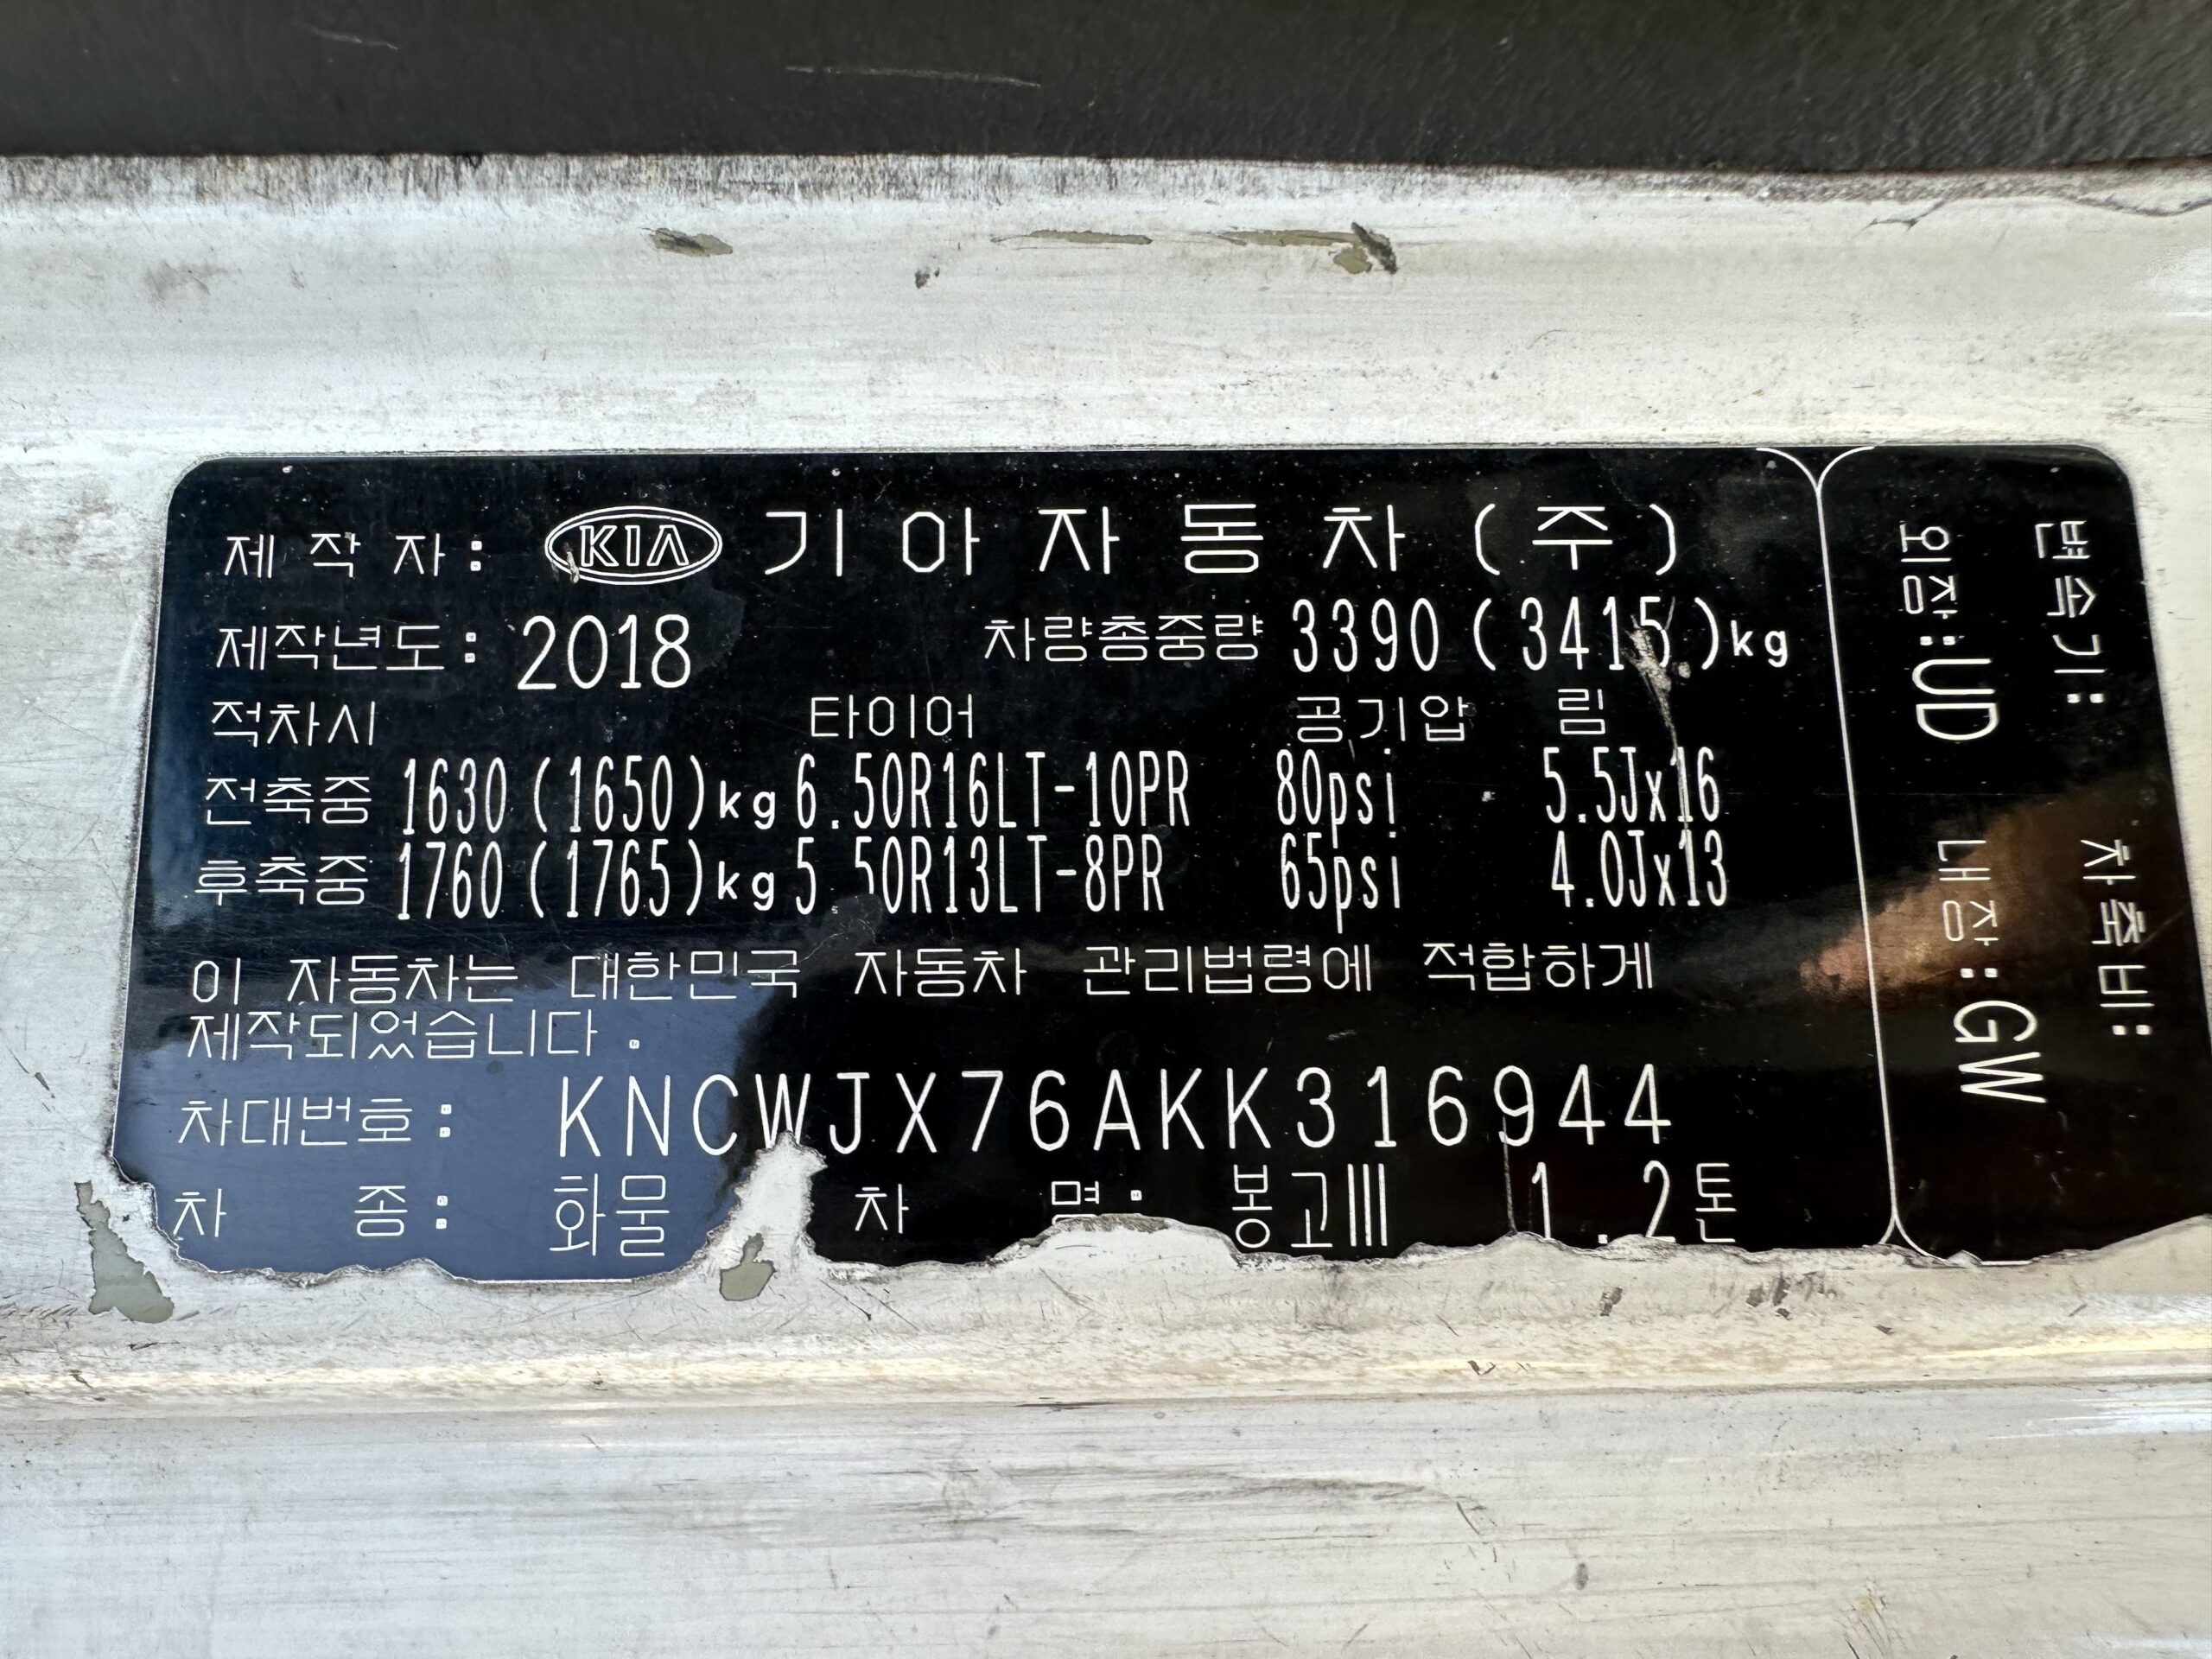 제 작 자: KIA 기 아 자 동 차 (주)
제작년도: 2018 차량총중량 3390 (3415)kg
적차시 타이어 공기압 림
전축중 1630 (1650)kg 6.50R16LT-10PR 80psi 5.5Jx16
후축중 1760 (1765)kg 5.50R13LT-8PR 65psi 4.0Jx13
이 자동차는 대한민국 자동차 관리법령에 적합하게
제작되었습니다.
차대번호: KNCWJX76AKK316944
차 종: 화물 차 명: 봉고III 1.2톤
변속기: 차축비:
외장:UD 내장:GW